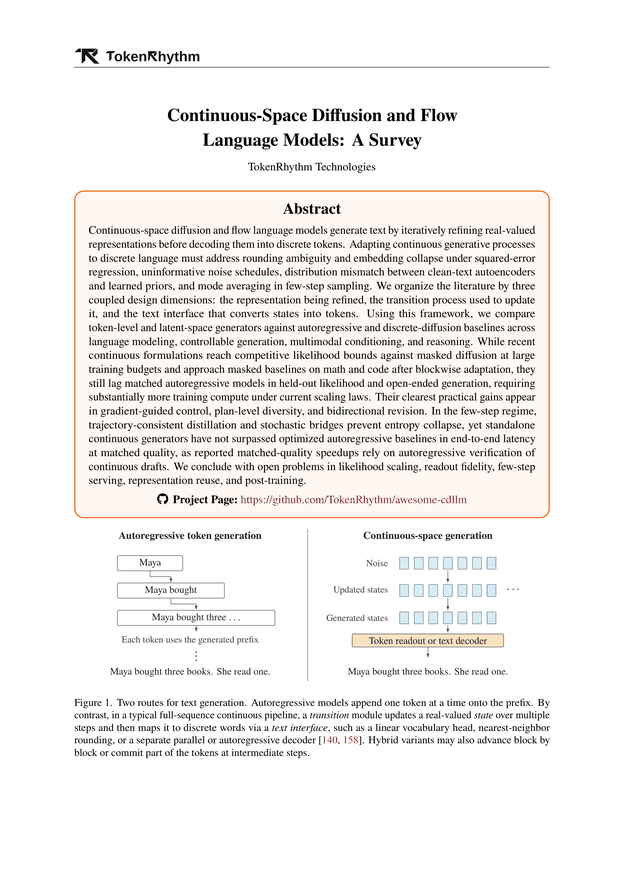 TokenRhythm
Continuous-Space Diffusion and Flow
Language Models: A Survey
TokenRhythm Technologies
Abstract
Continuous-space diffusion and flow language models generate text by iteratively refining real-valued
representations before decoding them into discrete tokens. Adapting continuous generative processes
to discrete language must address rounding ambiguity and embedding collapse under squared-error
regression, uninformative noise schedules, distribution mismatch between clean-text autoencoders
and learned priors, and mode averaging in few-step sampling. We organize the literature by three
coupled design dimensions: the representation being refined, the transition process used to update
it, and the text interface that converts states into tokens. Using this framework, we compare
token-level and latent-space generators against autoregressive and discrete-diffusion baselines across
language modeling, controllable generation, multimodal conditioning, and reasoning. While recent
continuous formulations reach competitive likelihood bounds against masked diffusion at large
training budgets and approach masked baselines on math and code after blockwise adaptation, they
still lag matched autoregressive models in held-out likelihood and open-ended generation, requiring
substantially more training compute under current scaling laws. Their clearest practical gains appear
in gradient-guided control, plan-level diversity, and bidirectional revision. In the few-step regime,
trajectory-consistent distillation and stochastic bridges prevent entropy collapse, yet standalone
continuous generators have not surpassed optimized autoregressive baselines in end-to-end latency
at matched quality, as reported matched-quality speedups rely on autoregressive verification of
continuous drafts. We conclude with open problems in likelihood scaling, readout fidelity, few-step
serving, representation reuse, and post-training.
Project Page: https://github.com/TokenRhythm/awesome-cdllm
Autoregressive token generation
Maya
Maya bought
Maya bought three . . .
Each token uses the generated prefix
⋮
Maya bought three books. She read one.
Continuous-space generation
Noise
Updated states
· · ·
Generated states
Token readout or text decoder
Maya bought three books. She read one.
Figure 1. Two routes for text generation. Autoregressive models append one token at a time onto the prefix. By
contrast, in a typical full-sequence continuous pipeline, a transition module updates a real-valued state over multiple
steps and then maps it to discrete words via a text interface, such as a linear vocabulary head, nearest-neighbor
rounding, or a separate parallel or autoregressive decoder [140, 158]. Hybrid variants may also advance block by
block or commit part of the tokens at intermediate steps.